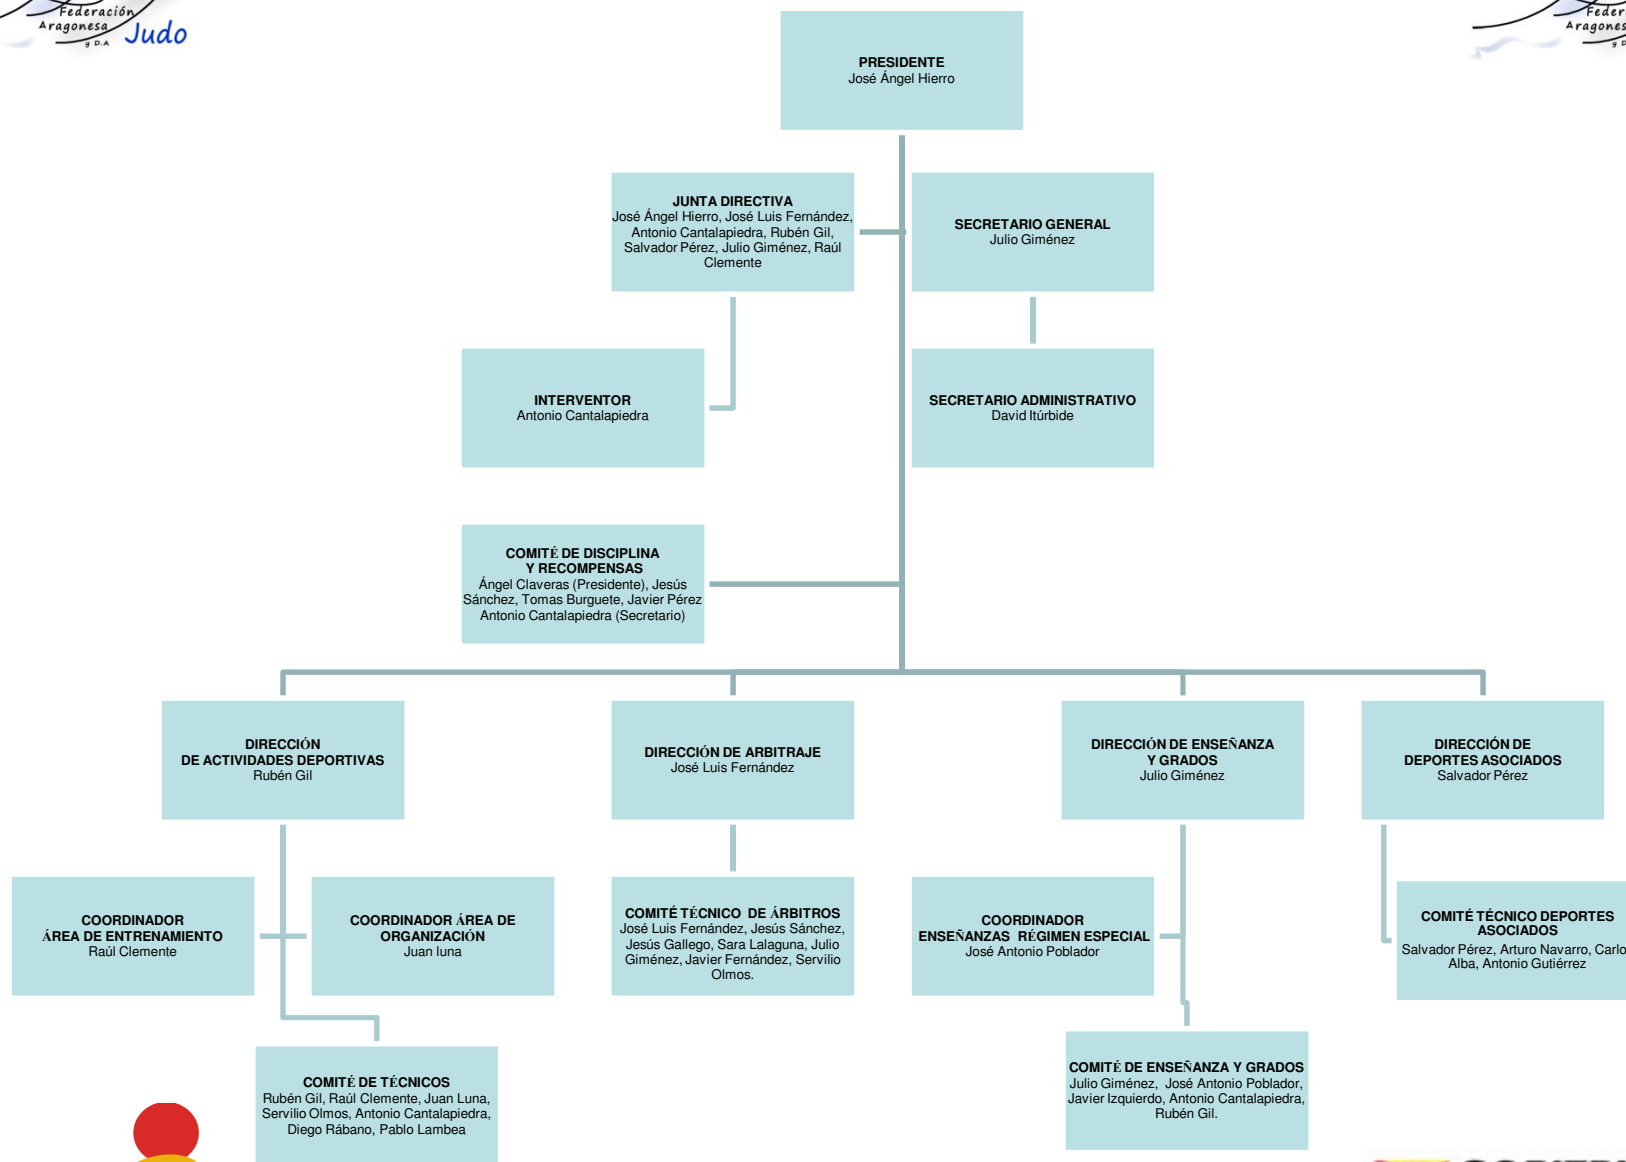 Federación
Aragonesa
y D.A
Judo
Aragones
y D
PRESIDENTE
José Ángel Hierro
JUNTA DIRECTIVA
José Ángel Hierro, José Luis Fernández,
Antonio Cantalapiedra, Rubén Gil,
Salvador Pérez, Julio Giménez, Raúl
Clemente
SECRETARIO GENERAL
Julio Giménez
INTERVENTOR
Antonio Cantalapiedra
SECRETARIO ADMINISTRATIVO
David Itúrbide
COMITÉ DE DISCIPLINA
Y RECOMPENSAS
Ángel Claveras (Presidente), Jesús
Sánchez, Tomas Burguete, Javier Pérez
Antonio Cantalapiedra (Secretario)
DIRECCIÓN
DE ACTIVIDADES DEPORTIVAS
Rubén Gil
DIRECCIÓN DE ARBITRAJE
José Luis Fernández
DIRECCIÓN DE ENSEÑANZA
Y GRADOS
Julio Giménez
DIRECCIÓN DE
DEPORTES ASOCIADOS
Salvador Pérez
COORDINADOR
ÁREA DE ENTRENAMIENTO
Raúl Clemente
COORDINADOR ÁREA DE
ORGANIZACIÓN
Juan luna
COMITÉ TÉCNICO DE ÁRBITROS
José Luis Fernández, Jesús Sánchez,
Jesús Gallego, Sara Lalaguna, Julio
Giménez, Javier Fernández, Servilio
Olmos.
COORDINADOR
ENSEÑANZAS RÉGIMEN ESPECIAL
José Antonio Poblador
COMITÉ TÉCNICO DEPORTES
ASOCIADOS
Salvador Pérez, Arturo Navarro, Carlo
Alba, Antonio Gutiérrez
COMITÉ DE TÉCNICOS
Rubén Gil, Raúl Clemente, Juan Luna,
Servilio Olmos, Antonio Cantalapiedra,
Diego Rábano, Pablo Lambea
COMITÉ DE ENSEÑANZA Y GRADOS
Julio Giménez, José Antonio Poblador,
Javier Izquierdo, Antonio Cantalapiedra,
Rubén Gil.